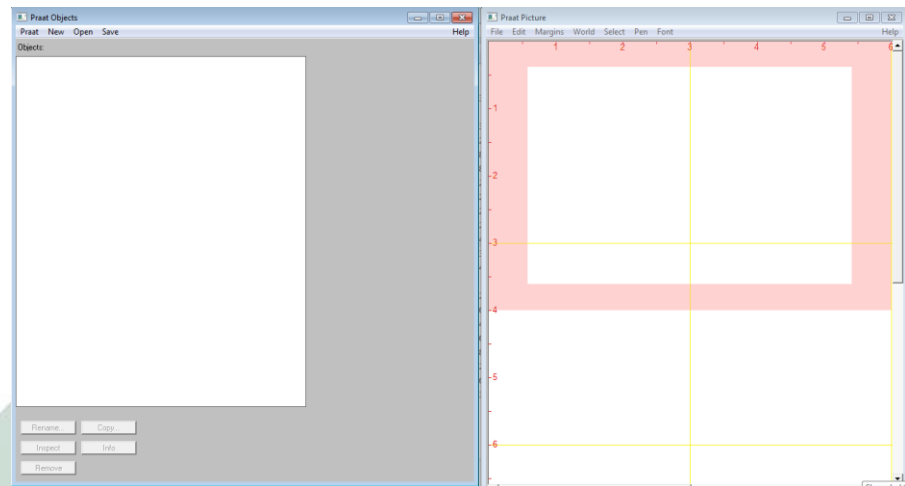 Praat Objects
Praat New Open Save Help
Objects:
Rename... Copy...
Inspect Info
Remove
Praat Picture
File Edit Margins World Select Pen Font Help
1 2 3 4 5 6
1
2
3
4
5
6